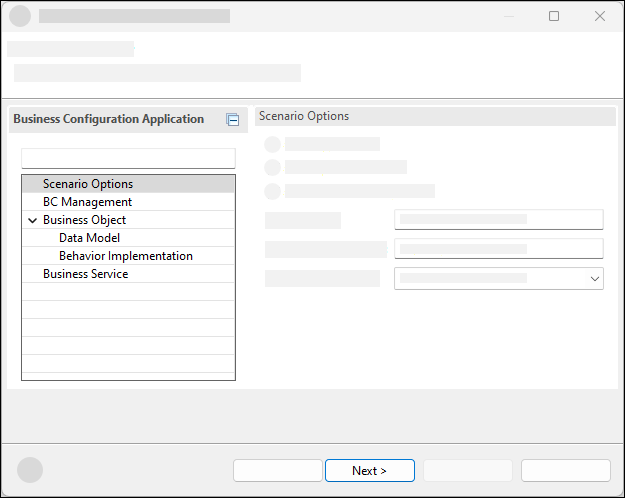 Business Configuration Application
Scenario Options
Scenario Options
BC Management
Business Object
Data Model
Behavior Implementation
Business Service
Next >